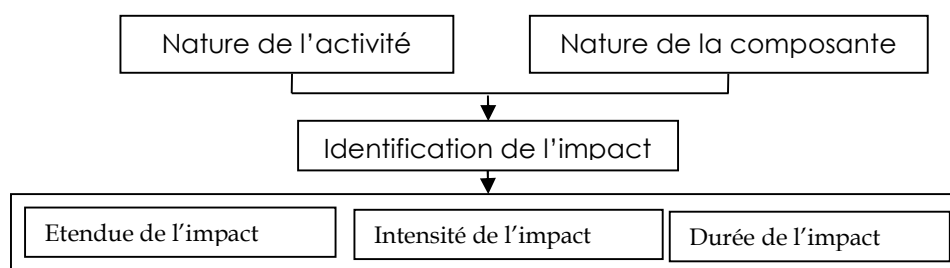 Nature de l’activité
Nature de la composante
Identification de l’impact
Etendue de l’impact
Intensité de l’impact
Durée de l’impact